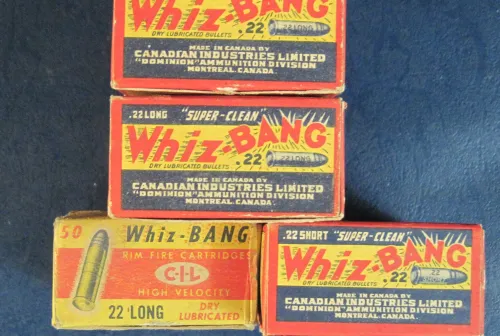 Whiz-BANG
DRY LUBRICATED BULLETS .22
MADE IN CANADA BY
CANADIAN INDUSTRIES LIMITED
"DOMINION" AMMUNITION DIVISION
MONTREAL. CANADA.
.22 LONG "SUPER-CLEAN"
Whiz-BANG
.22 22 LONG
DRY LUBRICATED BULLETS
MADE IN CANADA BY
CANADIAN INDUSTRIES LIMITED
"DOMINION" AMMUNITION DIVISION
MONTREAL. CANADA.
50 Whiz-BANG
RIM FIRE CARTRIDGES
C-I-L
HIGH VELOCITY
22 LONG DRY
LUBRICATED
.22 SHORT "SUPER-CLEAN"
Whiz-BANG
.22 22
DRY LUBRICATED BULLETS
MADE IN CANADA BY
CANADIAN INDUSTRIES LIMITED
"DOMINION" AMMUNITION DIVISION
MONTREAL. CANADA.